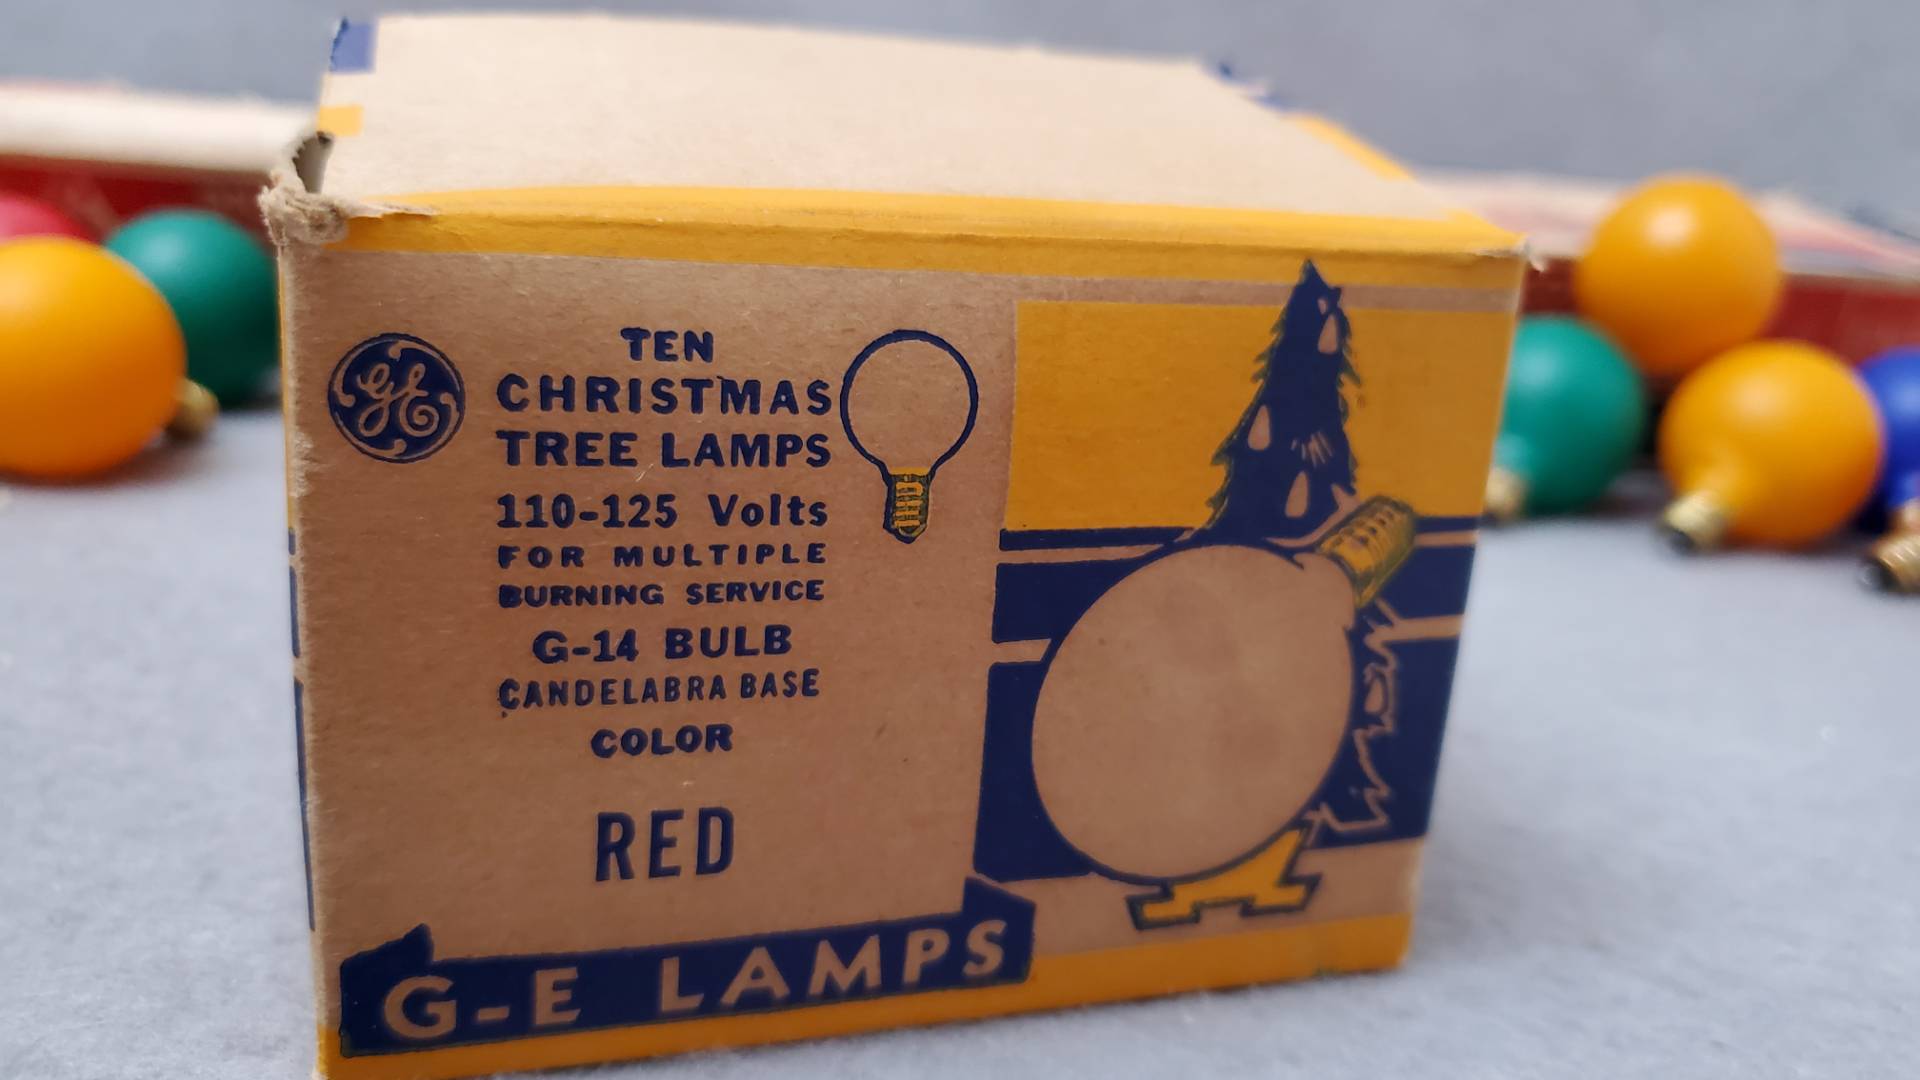 GE
TEN
CHRISTMAS
TREE LAMPS
110-125 Volts
FOR MULTIPLE
BURNING SERVICE
G-14 BULB
CANDELABRA BASE
COLOR
RED
G-E LAMPS